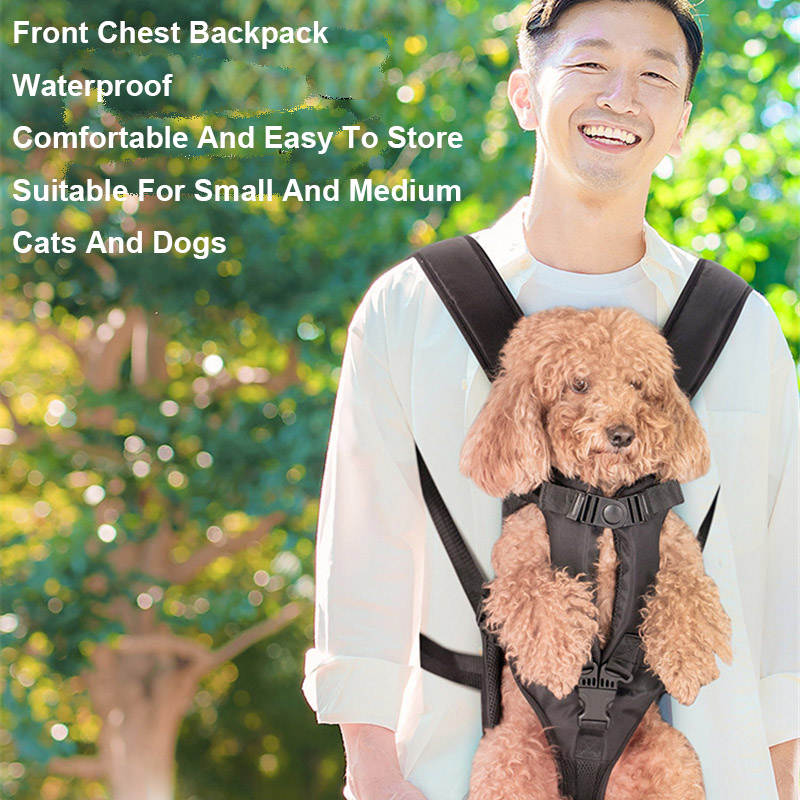 Front Chest Backpack
Waterproof
Comfortable And Easy To Store
Suitable For Small And Medium
Cats And Dogs